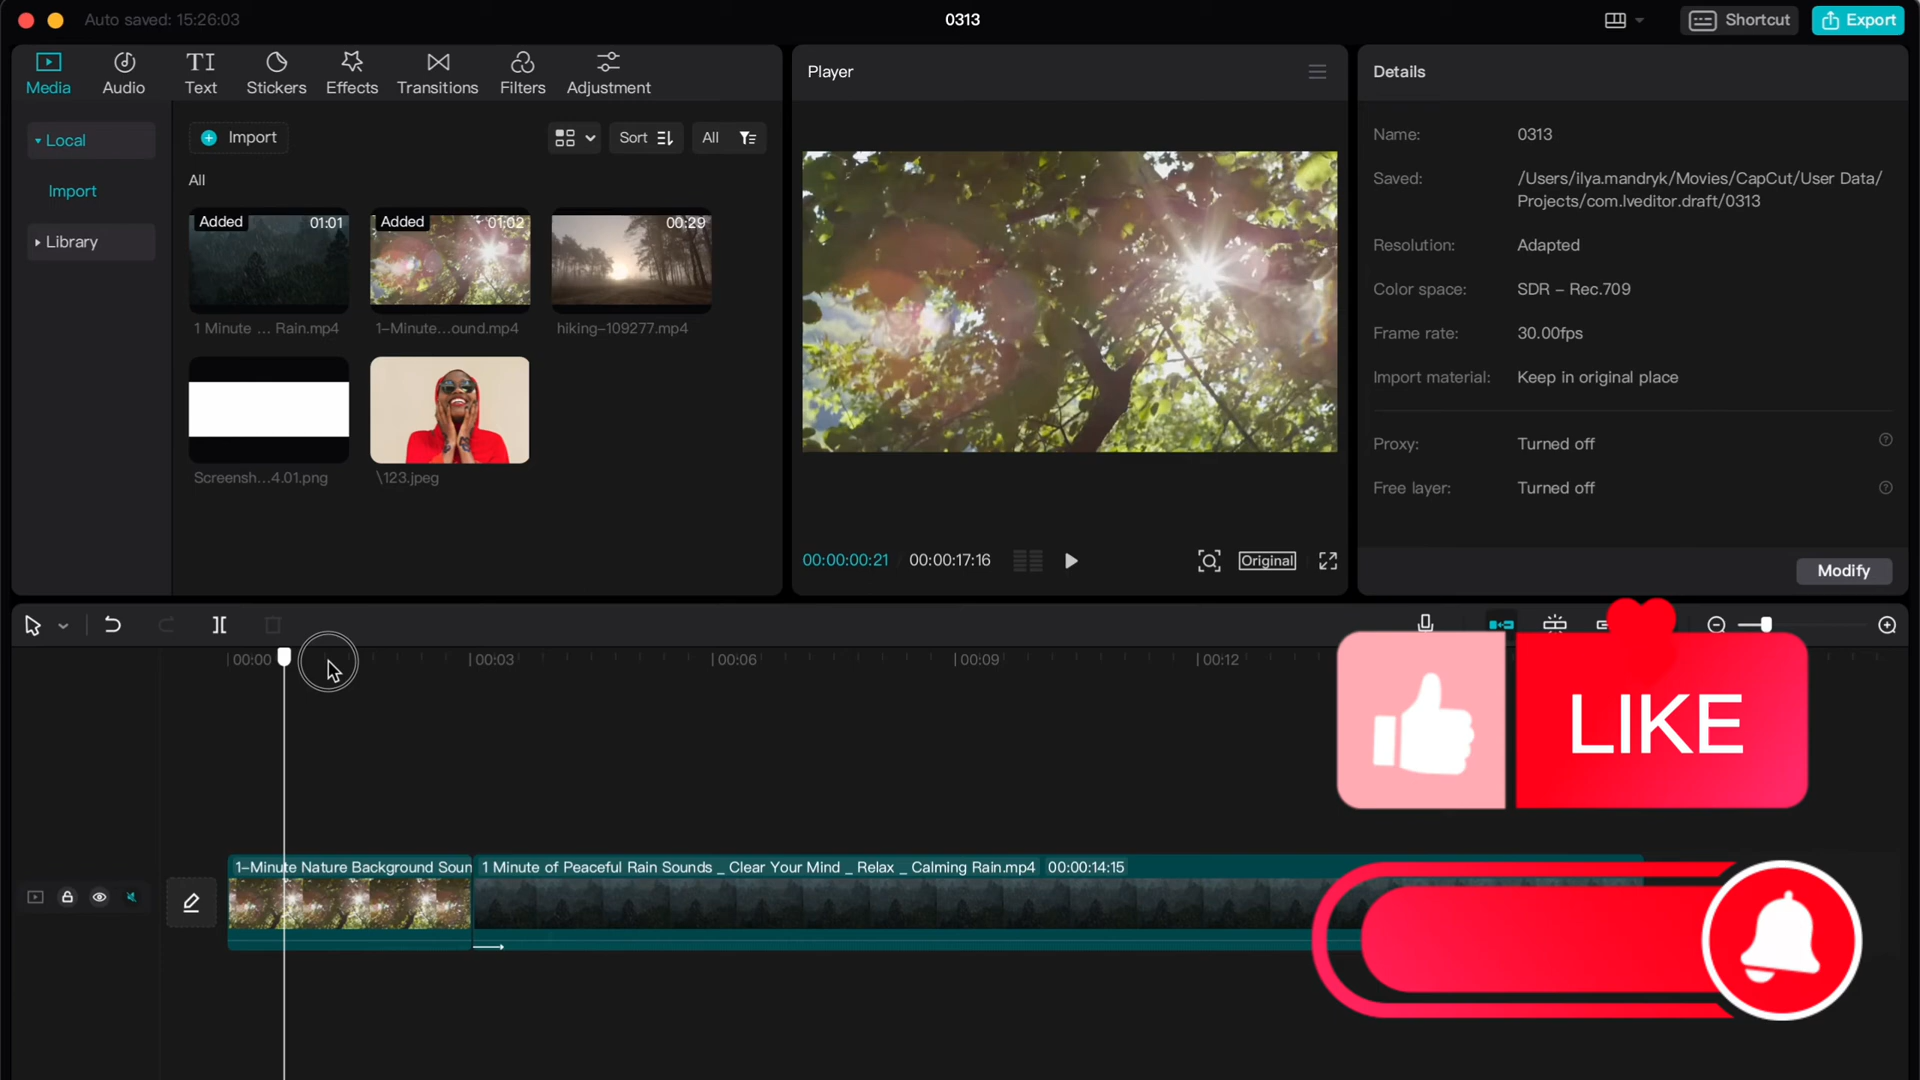 Auto saved: 15:26:03
0313
Shortcut
Export
Media
Audio
TI
Text
Stickers
Effects
Transitions
Filters
Adjustment
Player
Details
Local
Import
Library
Import
Sort
All
All
Added 01:01
Added 01:02
00:29
1 Minute ... Rain.mp4
1-Minute...ound.mp4
hiking-109277.mp4
Screensh...4.01.png
\123.jpeg
Name: 0313
Saved: /Users/ilya.mandryk/Movies/CapCut/User Data/
Projects/com.lveditor.draft/0313
Resolution: Adapted
Color space: SDR – Rec.709
Frame rate: 30.00fps
Import material: Keep in original place
Proxy: Turned off
Free layer: Turned off
Modify
00:00:00:21 / 00:00:17:16
Original
00:00
00:03
00:06
00:09
00:12
LIKE
1-Minute Nature Background Soun
1 Minute of Peaceful Rain Sounds _ Clear Your Mind _ Relax _ Calming Rain.mp4 00:00:14:15